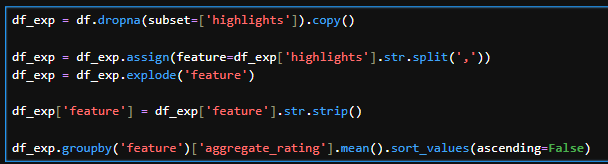 df_exp = df.dropna(subset=['highlights']).copy()
df_exp = df_exp.assign(feature=df_exp['highlights'].str.split(','))
df_exp = df_exp.explode('feature')
df_exp['feature'] = df_exp['feature'].str.strip()
df_exp.groupby('feature')['aggregate_rating'].mean().sort_values(ascending=False)